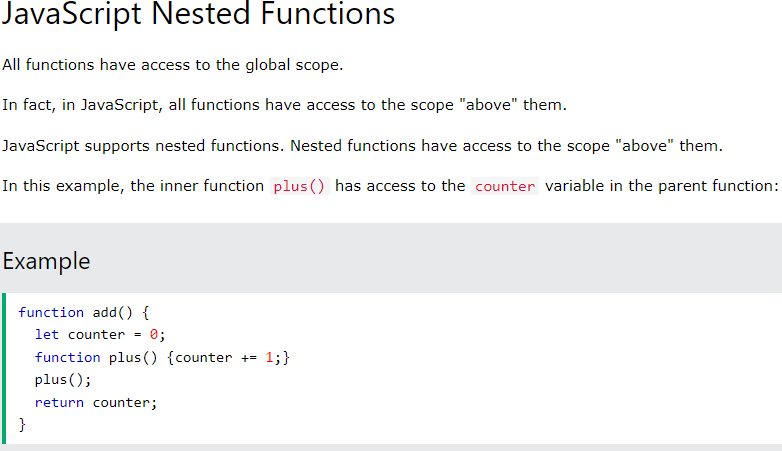 JavaScript Nested Functions
All functions have access to the global scope.
In fact, in JavaScript, all functions have access to the scope "above" them.
JavaScript supports nested functions. Nested functions have access to the scope "above" them.
In this example, the inner function plus() has access to the counter variable in the parent function:
Example
function add() {
  let counter = 0;
  function plus() {counter += 1;}
  plus();
  return counter;
}